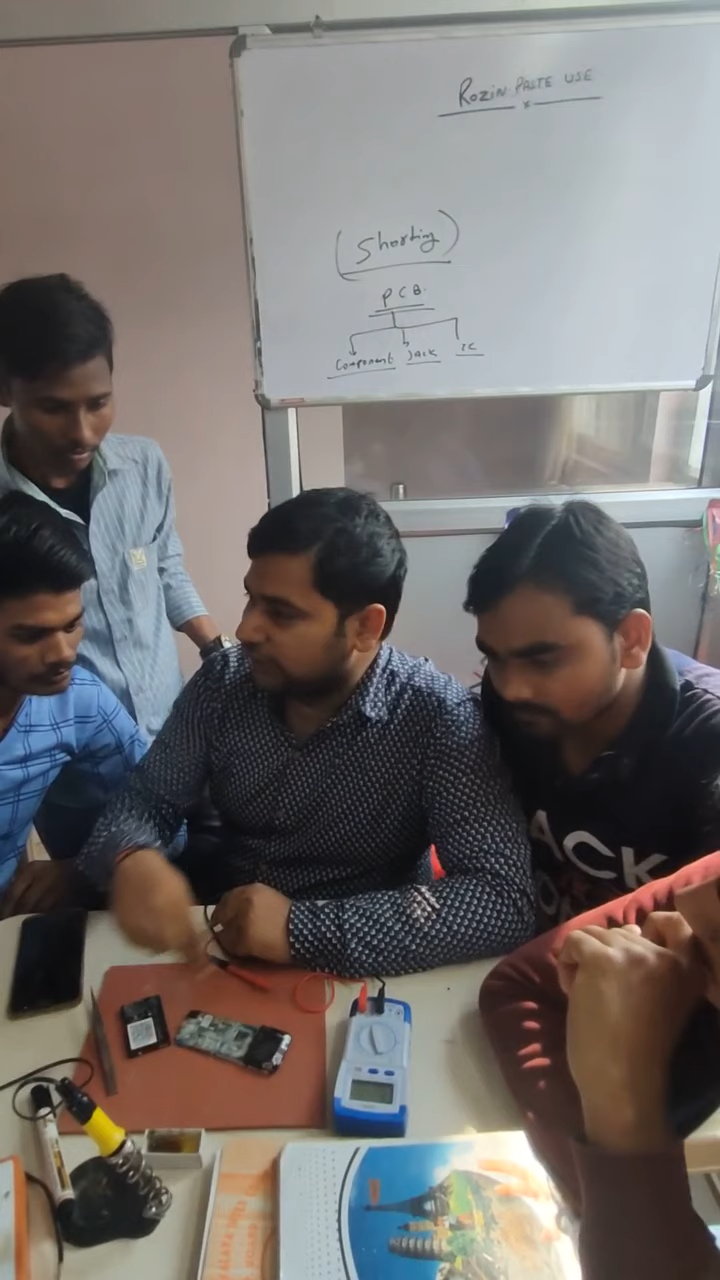 ROZIN PASTE USE
(Shorting)
PCB.
Component JACK IC
ACK